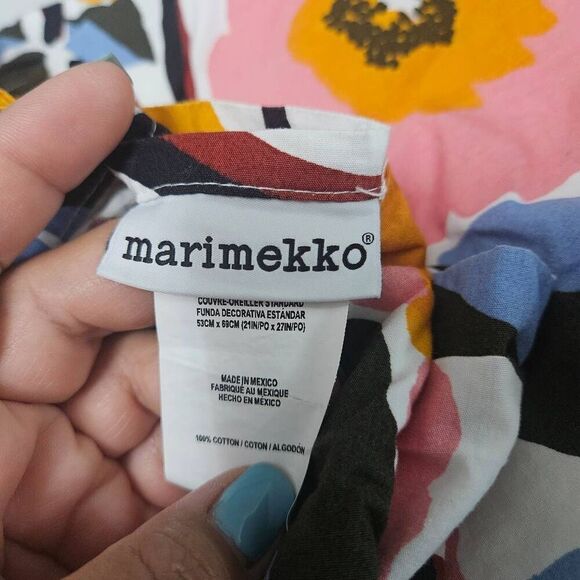 marimekko®
COUVRE-OREILLER STANDARD
FUNDA DECORATIVA ESTÁNDAR
53CM x 69CM (21IN/PO x 27IN/PO)
MADE IN MEXICO
FABRIQUÉ AU MEXIQUE
HECHO EN MÉXICO
100% COTTON / COTON / ALGODÓN